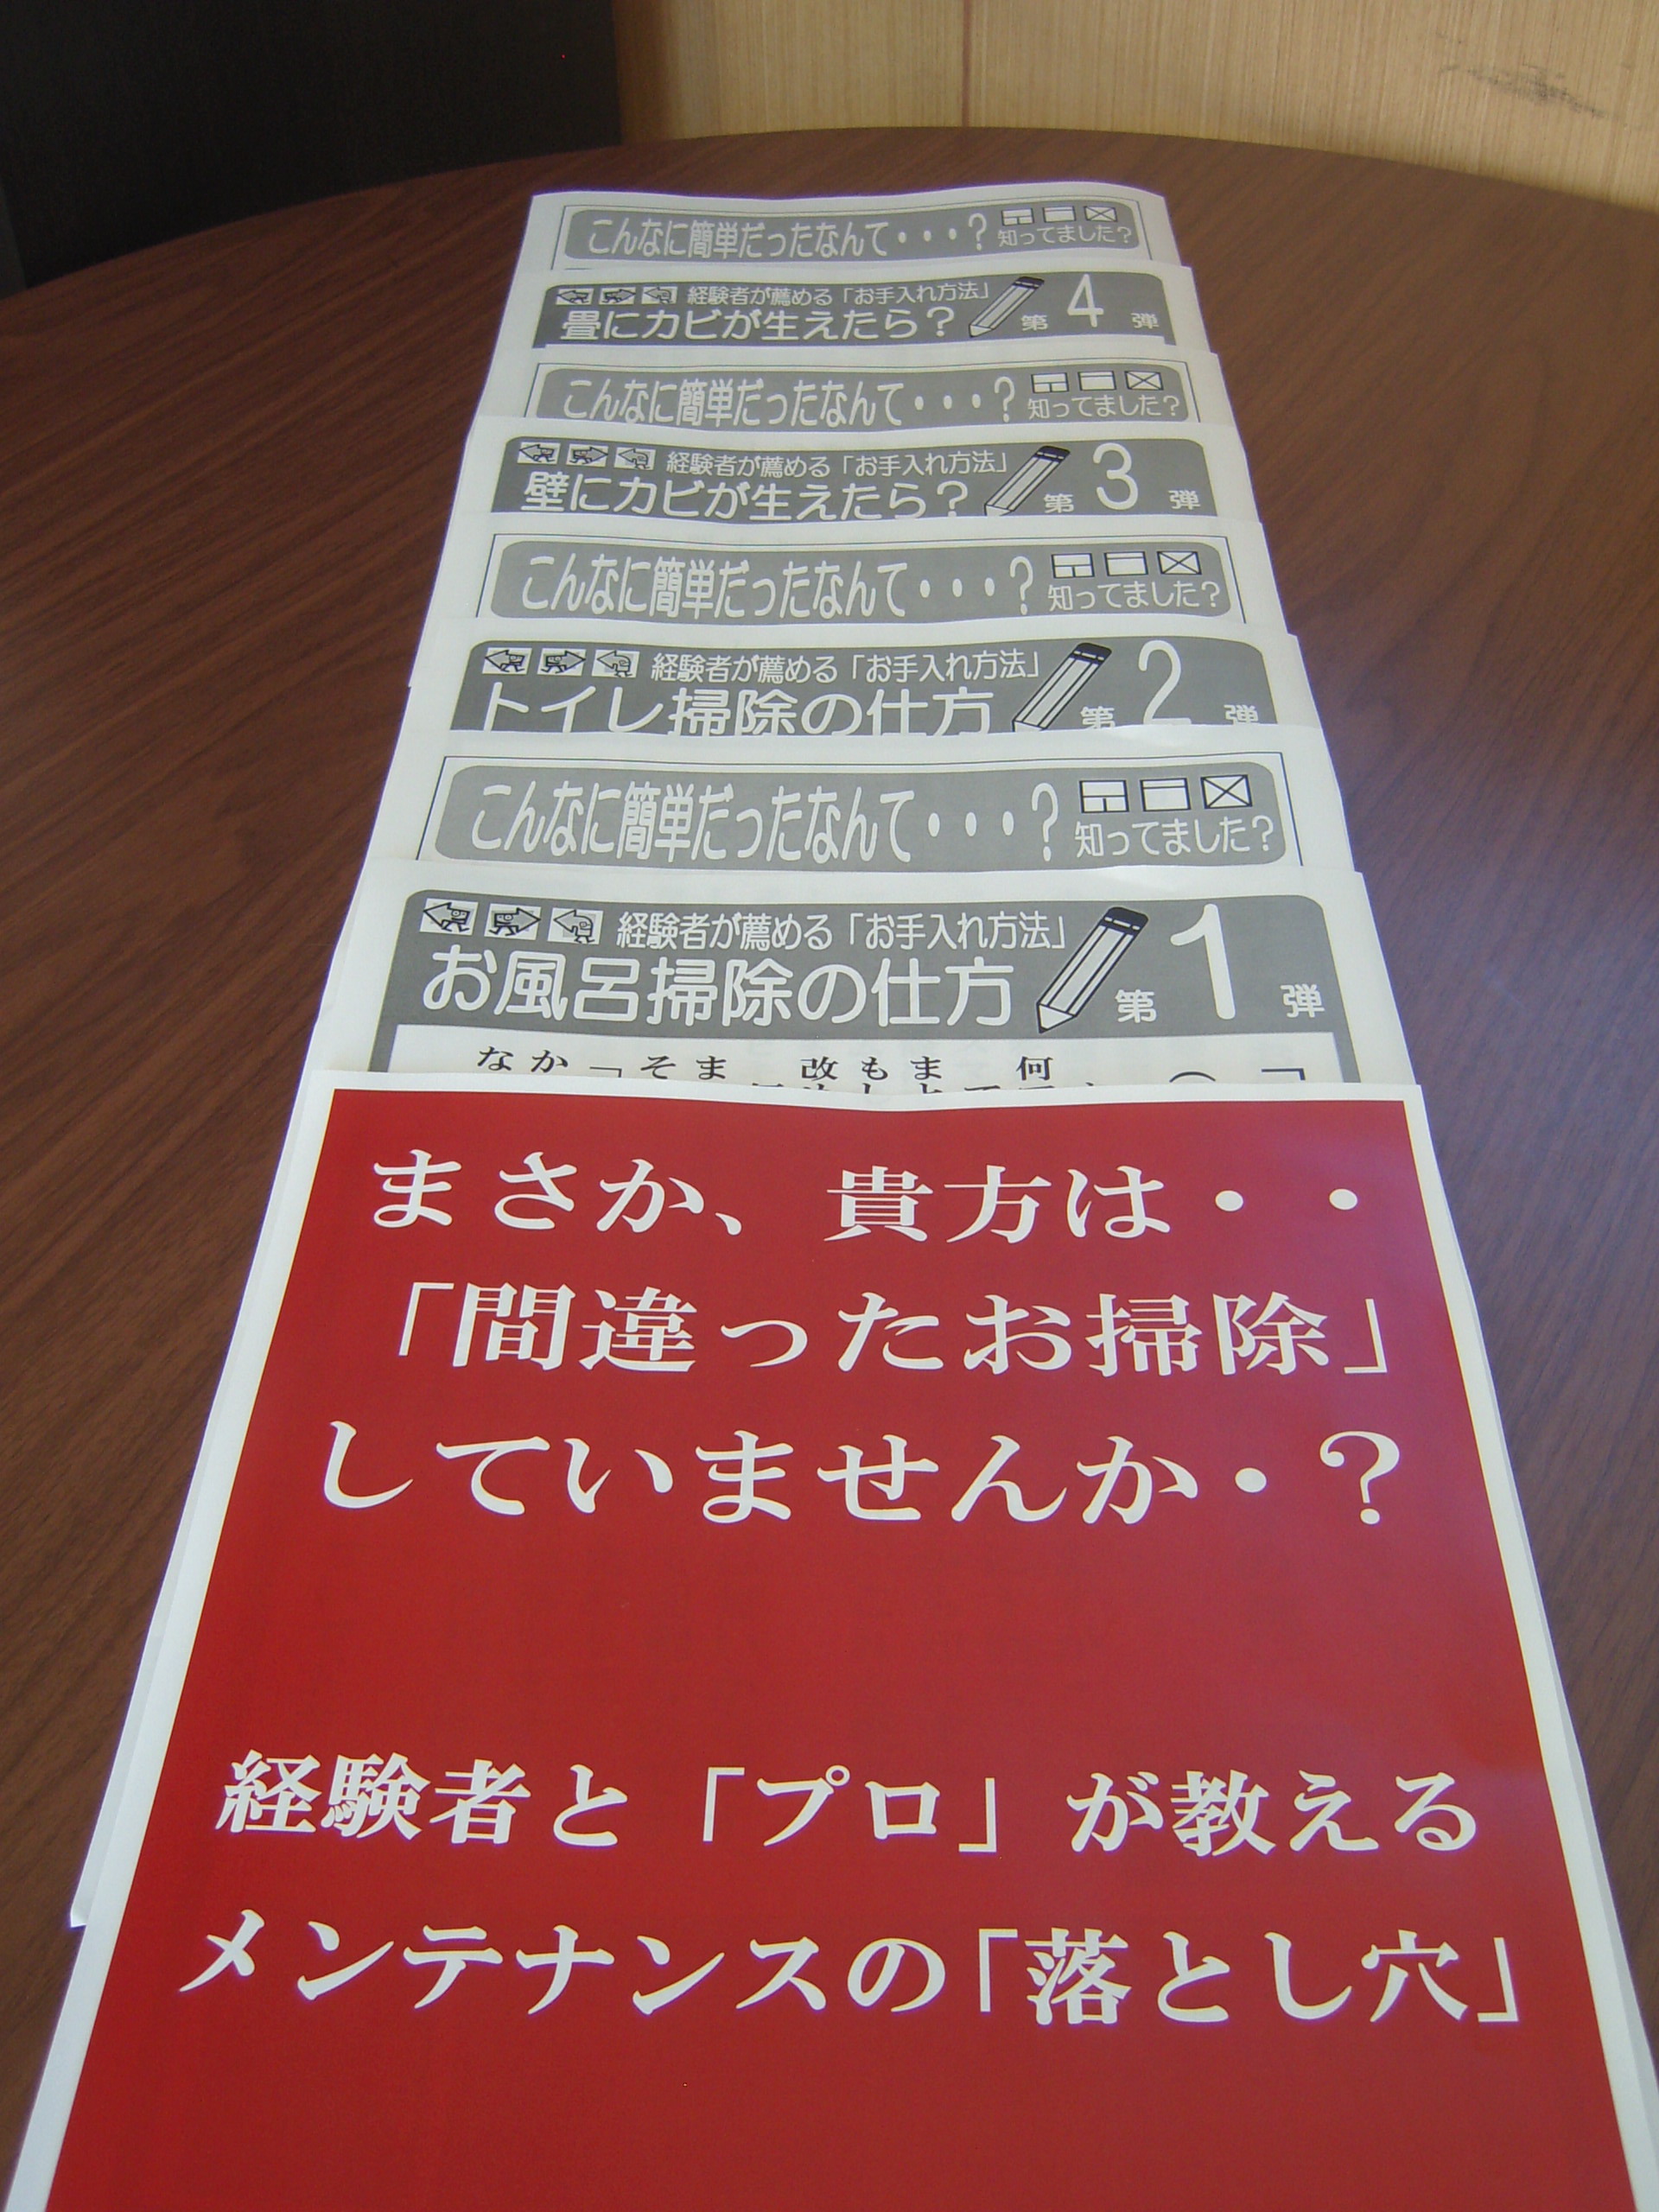 こんなに簡単だったなんて・・・?
知ってました?
経験者が薦める「お手入れ方法」
畳にカビが生えたら?
第4弾
こんなに簡単だったなんて・・・?
知ってました?
経験者が薦める「お手入れ方法」
壁にカビが生えたら?
第3弾
こんなに簡単だったなんて・・・?
知ってました?
経験者が薦める「お手入れ方法」
トイレ掃除の仕方
第2弾
こんなに簡単だったなんて・・・?
知ってました?
経験者が薦める「お手入れ方法」
お風呂掃除の仕方
第1弾
まさか、貴方は・・
「間違ったお掃除」
していませんか・?
経験者と「プロ」が教える
メンテナンスの「落とし穴」